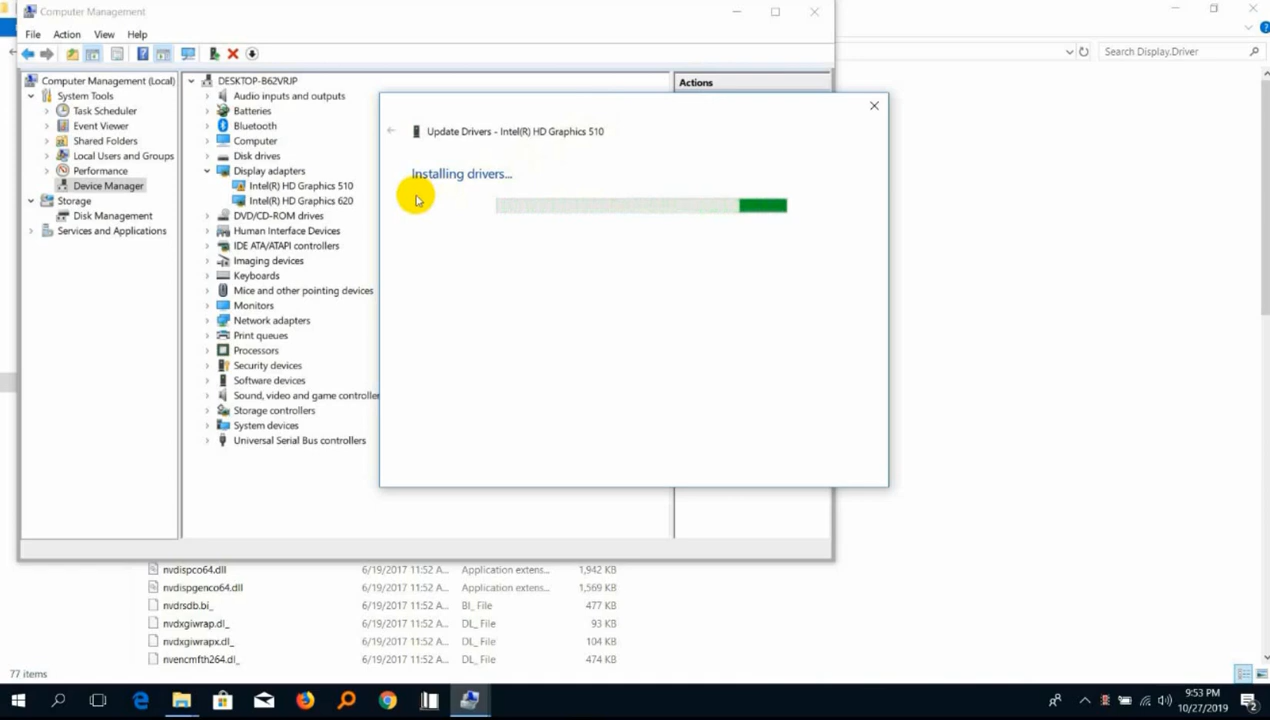 Computer Management
File Action View Help
Search Display.Driver
Computer Management (Local)
System Tools
Task Scheduler
Event Viewer
Shared Folders
Local Users and Groups
Performance
Device Manager
Storage
Disk Management
Services and Applications
DESKTOP-B62VRJP
Audio inputs and outputs
Batteries
Bluetooth
Computer
Disk drives
Display adapters
Intel(R) HD Graphics 510
Intel(R) HD Graphics 620
DVD/CD-ROM drives
Human Interface Devices
IDE ATA/ATAPI controllers
Imaging devices
Keyboards
Mice and other pointing devices
Monitors
Network adapters
Print queues
Processors
Security devices
Software devices
Sound, video and game controller
Storage controllers
System devices
Universal Serial Bus controllers
Actions
Update Drivers - Intel(R) HD Graphics 510
Installing drivers...
nvdispco64.dll 6/19/2017 11:52 A... Application extens... 1,942 KB
nvdispgenco64.dll 6/19/2017 11:52 A... Application extens... 1,569 KB
nvdrsdb.bi_ 6/19/2017 11:52 A... BI_ File 477 KB
nvdxgiwrap.dl_ 6/19/2017 11:52 A... DL_ File 93 KB
nvdxgiwrapx.dl_ 6/19/2017 11:52 A... DL_ File 104 KB
nvencmfth264.dl_ 6/19/2017 11:52 A... DL_ File 474 KB
77 items
9:53 PM
10/27/2019
2